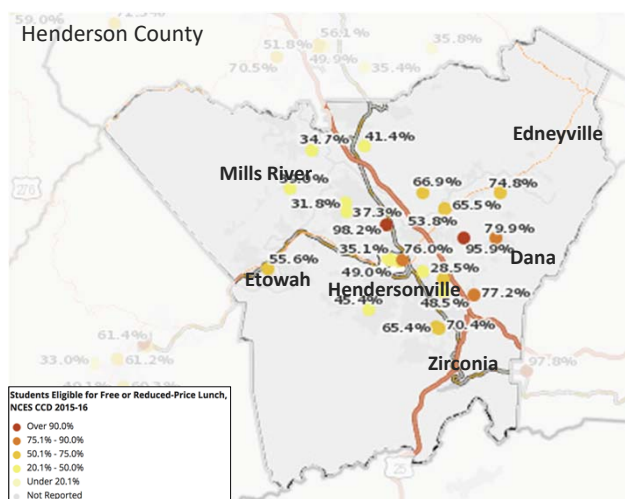 59.0%
Henderson County
56.1%
51.8%
49.9%
35.8%
70.5%
35.4%
34.7%
41.4%
Edneyville
276
Mills River
66.9%
74.8%
31.8%
37.3%
65.5%
53.8%
98.2%
79.9%
35.1%
76.0%
95.9%
55.6%
Dana
Etowah
49.0%
28.5%
Hendersonville
45.4%
48.5%
77.2%
65.4%
70.4%
61.4%
33.0%
61.2%
Zirconia
97.8%
Students Eligible for Free or Reduced-Price Lunch,
NCES CCD 2015-16
Over 90.0%
75.1% - 90.0%
50.1% - 75.0%
20.1% - 50.0%
Under 20.1%
Not Reported
25